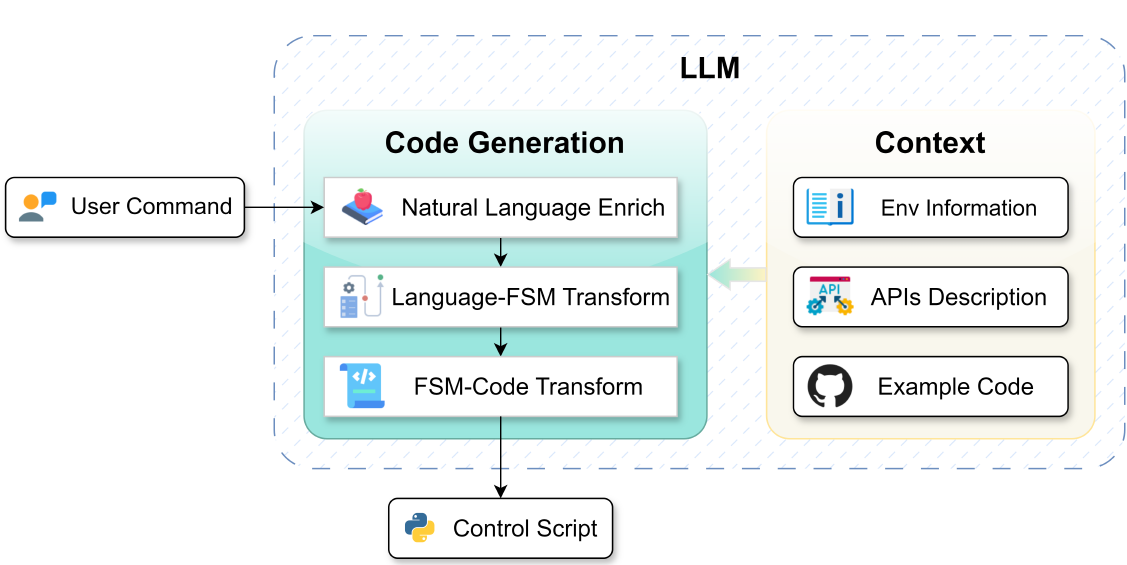 LLM
Code Generation
Context
User Command
Natural Language Enrich
Env Information
Language-FSM Transform
API
APIs Description
</>
FSM-Code Transform
Example Code
Control Script